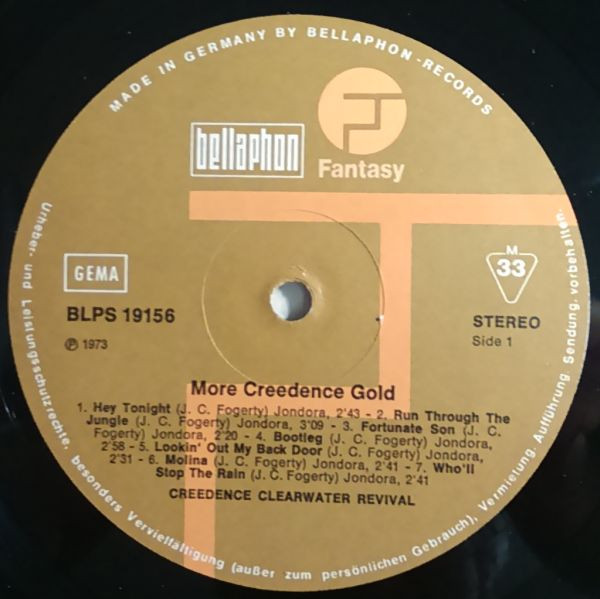 MADE IN GERMANY BY BELLAPHON-RECORDS
bellaphon
Fantasy
GEMA
BLPS 19156
℗ 1973
M
33
STEREO
Side 1
More Creedence Gold
1. Hey Tonight (J. C. Fogerty) Jondora, 2'43 - 2. Run Through The
Jungle (J. C. Fogerty) Jondora, 3'09 - 3. Fortunate Son (J. C.
Fogerty) Jondora, 2'20 - 4. Bootleg (J. C. Fogerty) Jondora,
2'58 - 5. Lookin' Out My Back Door (J. C. Fogerty) Jondora,
2'31 - 6. Molina (J. C. Fogerty) Jondora, 2'41 - 7. Who'll
Stop The Rain (J. C. Fogerty) Jondora, 2'41
CREEDENCE CLEARWATER REVIVAL
Urheber- und Leistungsschutzrechte, besonders Vervielfältigung (außer zum persönlichen Gebrauch), Vermietung, Aufführung, Sendung, vorbehalten.